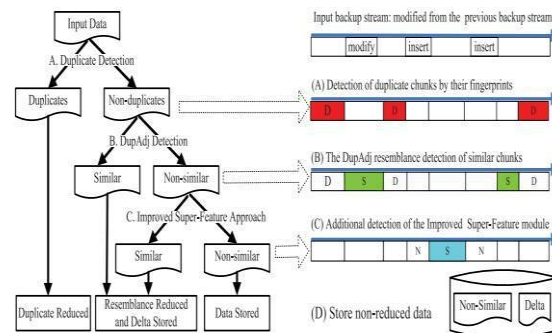 Input Data
A. Duplicate Detection
Duplicates
Non-duplicates
B. DupAdj Detection
Similar
Non-similar
C. Improved Super-Feature Approach
Similar
Non-similar
Duplicate Reduced
Resemblance Reduced
and Delta Stored
Data Stored
Input backup stream: modified from the previous backup stream
modify insert insert
(A) Detection of duplicate chunks by their fingerprints
D D D
(B) The DupAdj resemblance detection of similar chunks
D S D S D
(C) Additional detection of the Improved Super-Feature module
N S N
(D) Store non-reduced data
Non-Similar
Delta